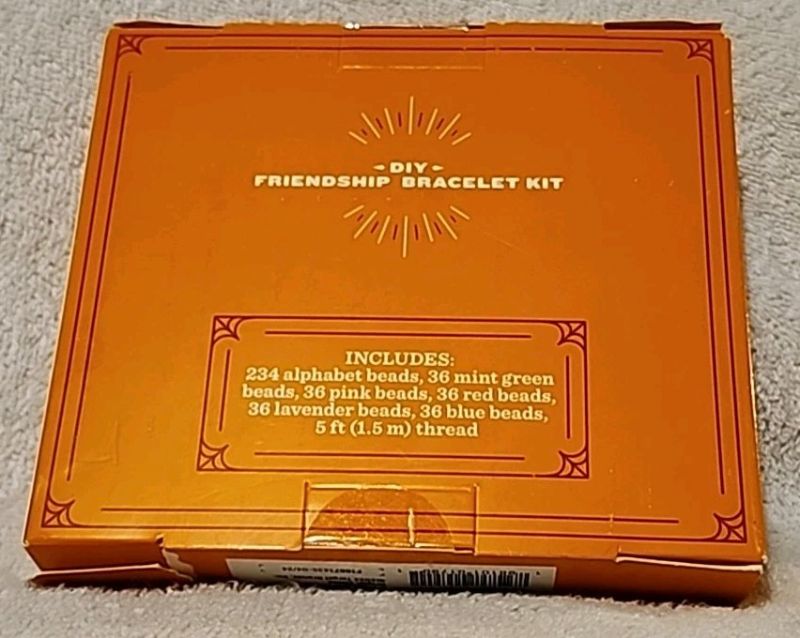 DIY
FRIENDSHIP BRACELET KIT
INCLUDES:
234 alphabet beads, 36 mint green
beads, 36 pink beads, 36 red beads,
36 lavender beads, 36 blue beads,
5 ft (1.5 m) thread